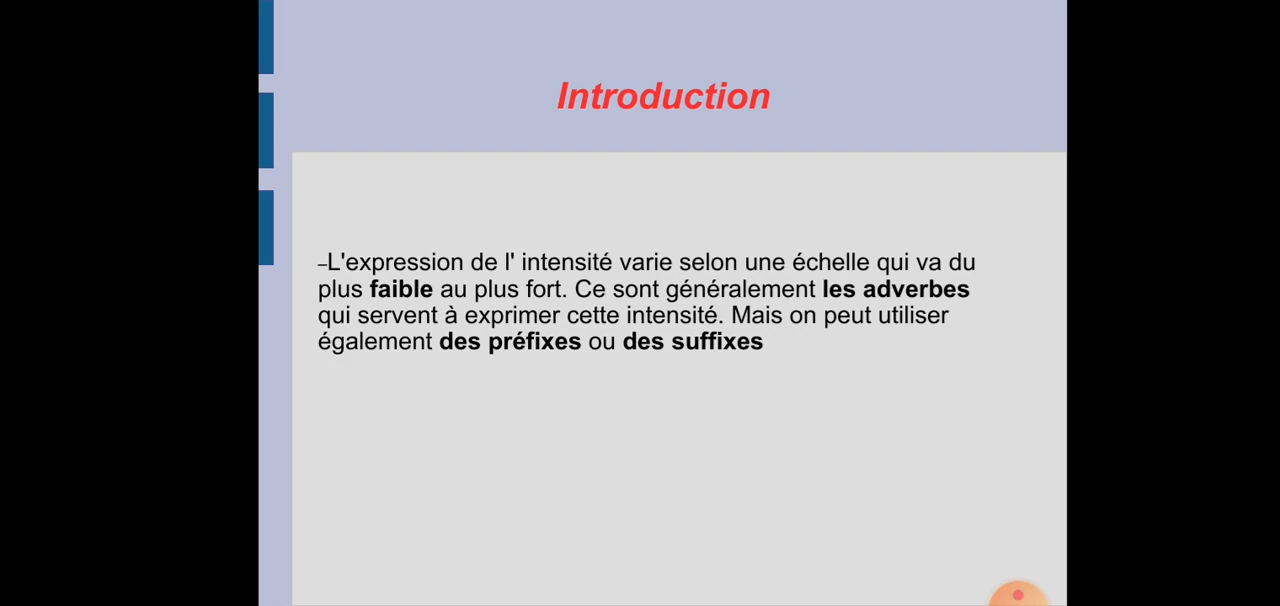 Introduction
–L'expression de l' intensité varie selon une échelle qui va du
plus faible au plus fort. Ce sont généralement les adverbes
qui servent à exprimer cette intensité. Mais on peut utiliser
également des préfixes ou des suffixes